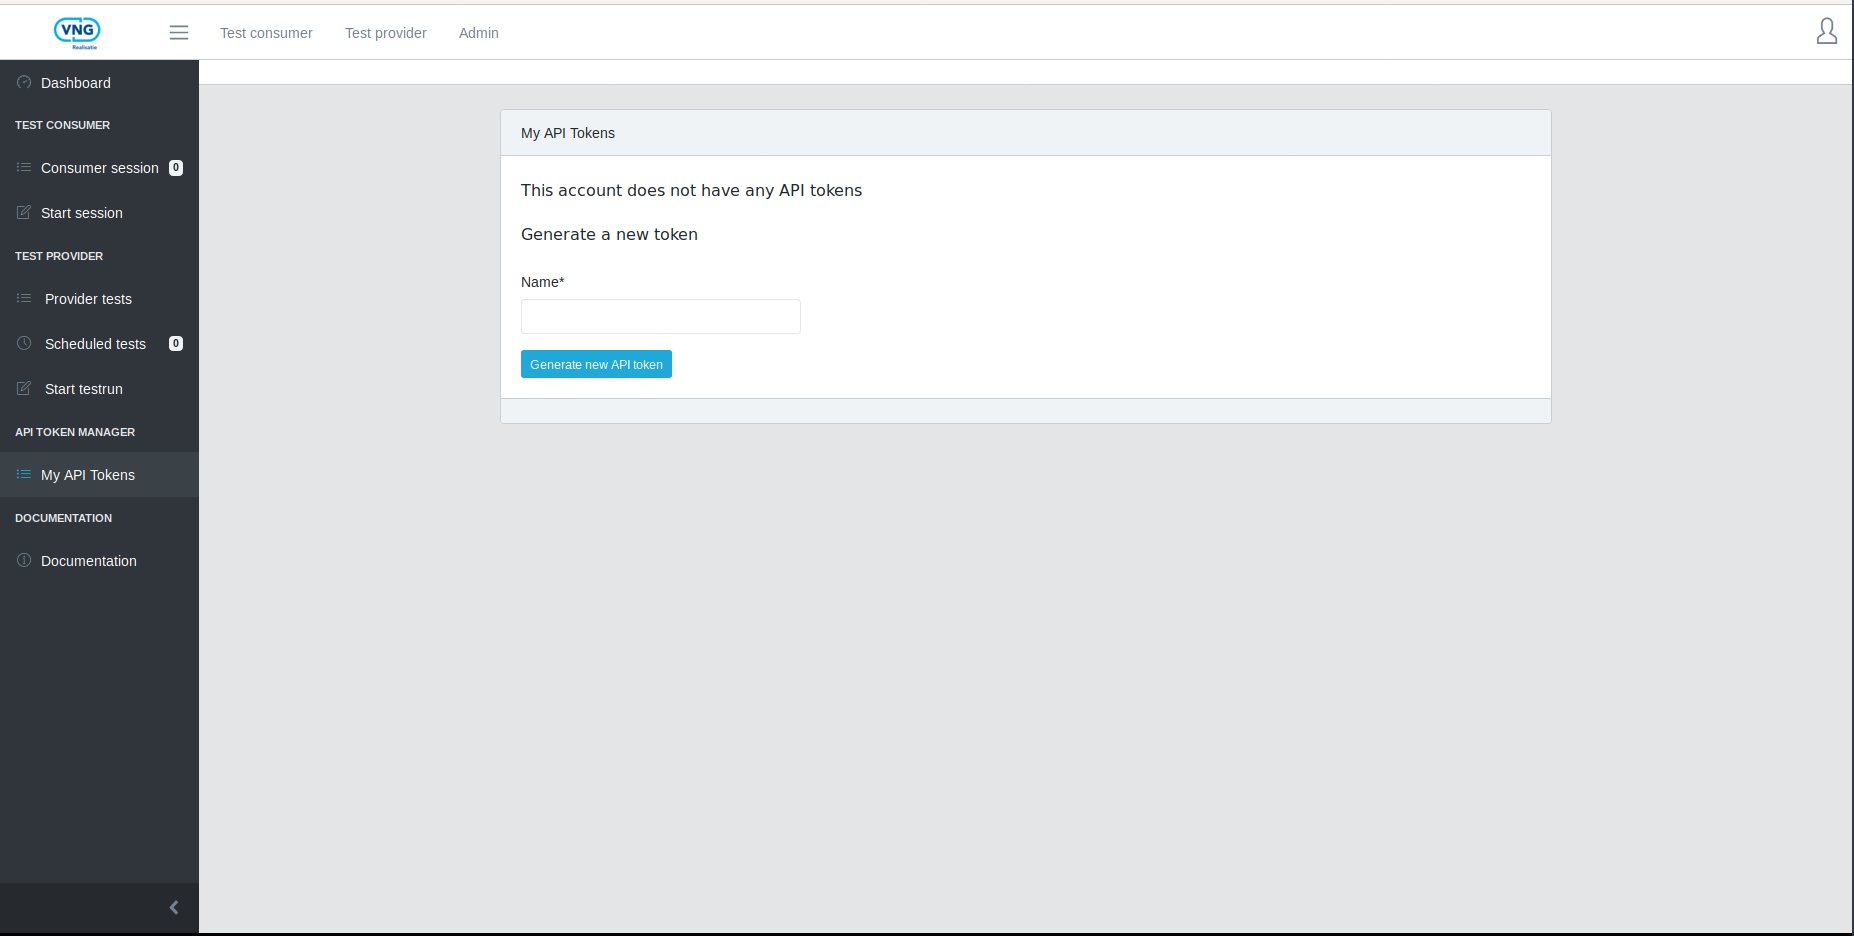 VNG
Realisatie
Test consumer
Test provider
Admin
Dashboard
TEST CONSUMER
Consumer session 0
Start session
TEST PROVIDER
Provider tests
Scheduled tests 0
Start testrun
API TOKEN MANAGER
My API Tokens
DOCUMENTATION
Documentation
My API Tokens
This account does not have any API tokens
Generate a new token
Name*
Generate new API token